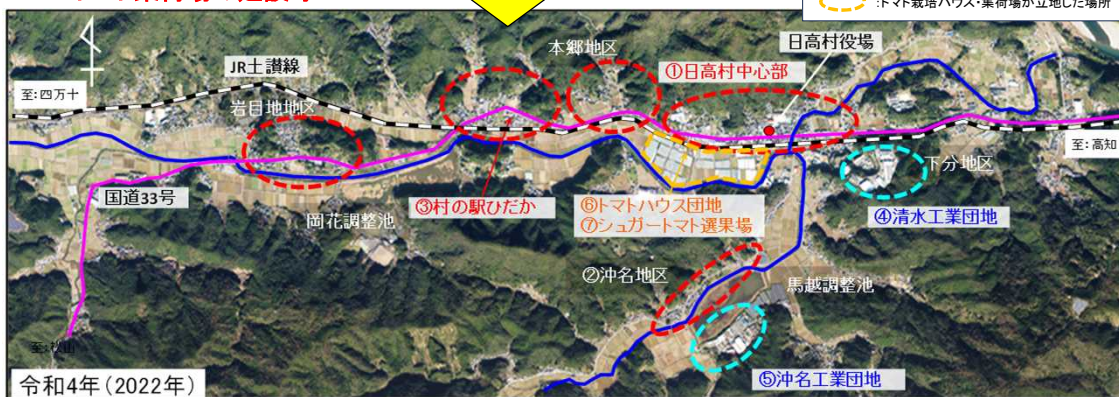 :トマト栽培ハウス・集荷場が立地した場所
本郷地区
日高村役場
JR土讃線
①日高村中心部
至:四万十
岩目地地区
至:高知
下分地区
国道33号
③村の駅ひだか
⑥トマトハウス団地
⑦シュガートマト選果場
④清水工業団地
岡花調整池
②沖名地区
馬越調整池
至:松山
⑤沖名工業団地
令和4年(2022年)